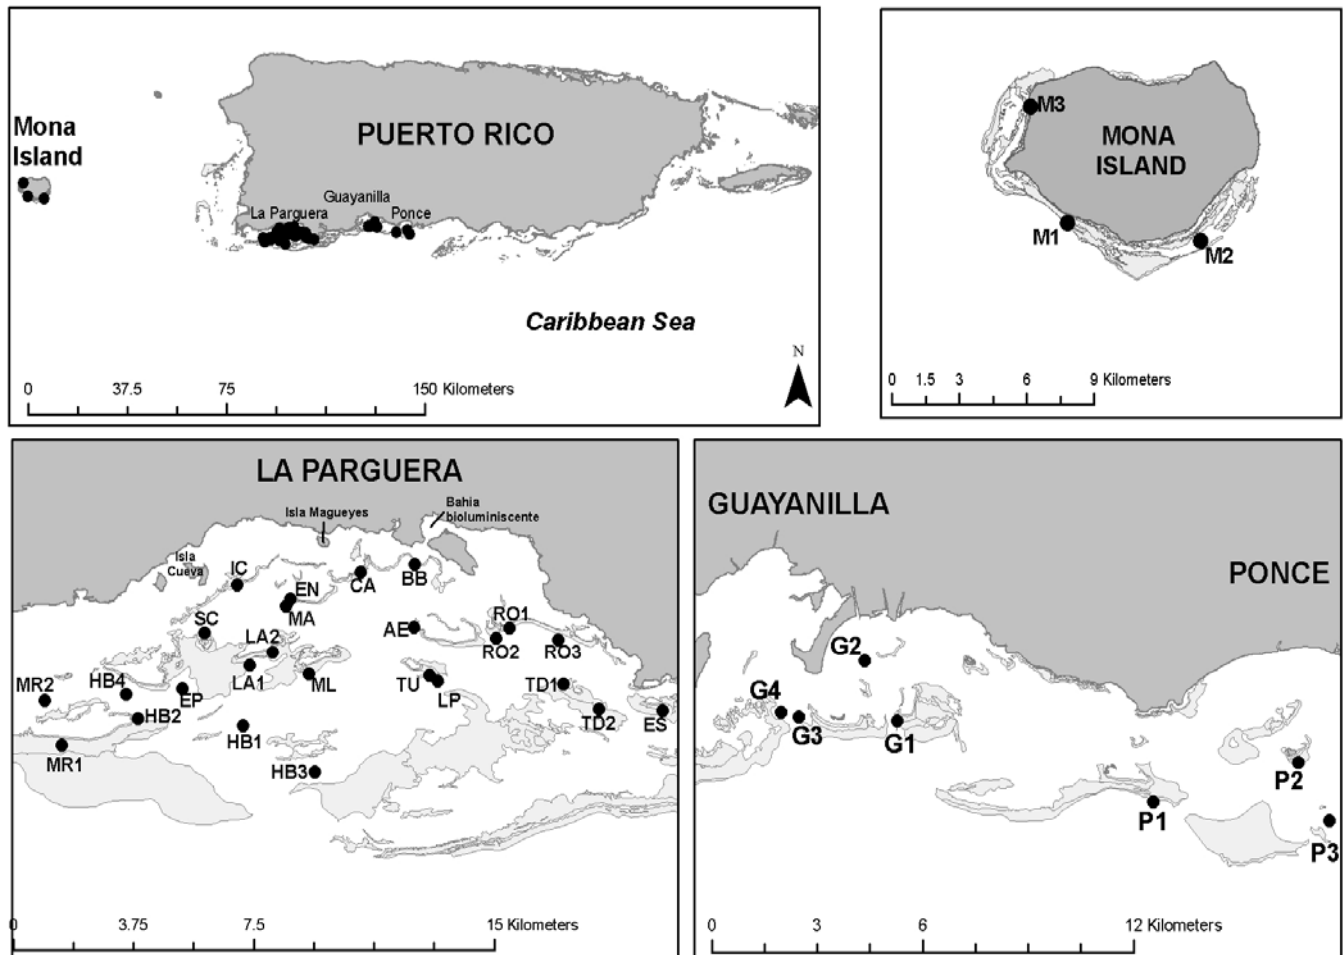 PUERTO RICO
Mona
Island
Guayanilla
La Parguera
Ponce
Caribbean Sea
N
0 37.5 75 150 Kilometers
M3
MONA
ISLAND
M1
M2
0 1.5 3 6 9 Kilometers
LA PARGUERA
Isla Magueyes
Bahia
bioluminiscente
Isla
Cueva
IC
EN
MA
CA
BB
SC
LA2
LA1
ML
AE
RO1
RO2
RO3
MR2
HB4
EP
HB2
HB1
TU
LP
TD1
TD2
ES
MR1
HB3
0 3.75 7.5 15 Kilometers
GUAYANILLA
PONCE
G2
G4
G3
G1
P2
P1
P3
0 3 6 12 Kilometers